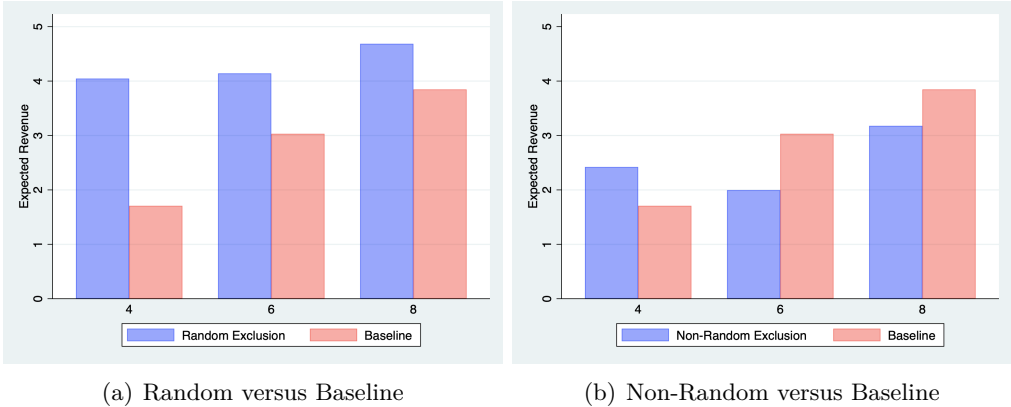 Expected Revenue
5
4
3
2
1
0
4 6 8
Random Exclusion Baseline
(a) Random versus Baseline
Expected Revenue
5
4
3
2
1
0
4 6 8
Non-Random Exclusion Baseline
(b) Non-Random versus Baseline